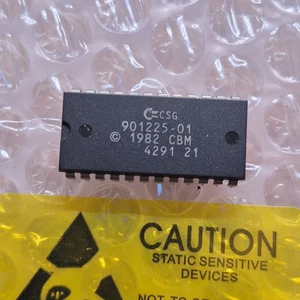 CSG
901225-01
© 1982 CBM
4291 21
CAUTION
STATIC SENSITIVE
DEVICES